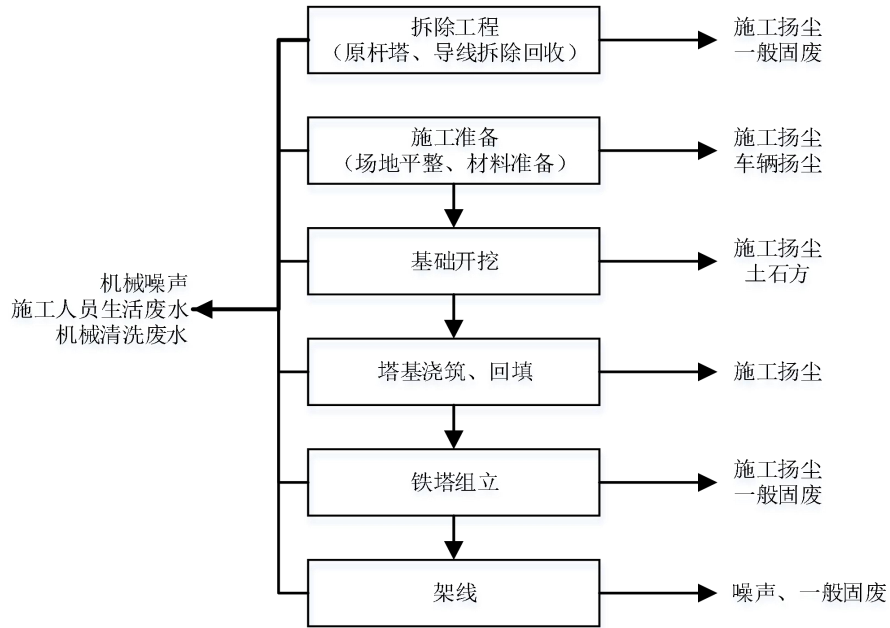 拆除工程
（原杆塔、导线拆除回收）
施工扬尘
一般固废
施工准备
（场地平整、材料准备）
施工扬尘
车辆扬尘
基础开挖
施工扬尘
土石方
机械噪声
施工人员生活废水
机械清洗废水
塔基浇筑、回填
施工扬尘
铁塔组立
施工扬尘
一般固废
架线
噪声、一般固废